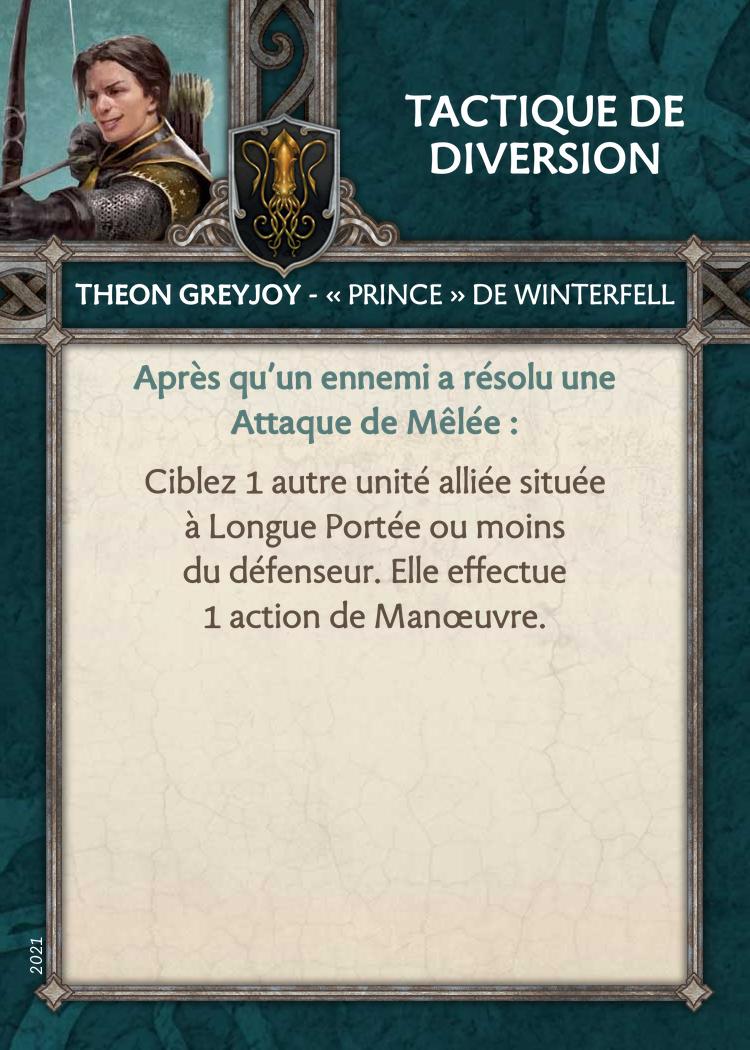 TACTIQUE DE
DIVERSION
THEON GREYJOY - « PRINCE » DE WINTERFELL
Après qu'un ennemi a résolu une
Attaque de Mêlée :
Ciblez 1 autre unité alliée située
à Longue Portée ou moins
du défenseur. Elle effectue
1 action de Manœuvre.
2021